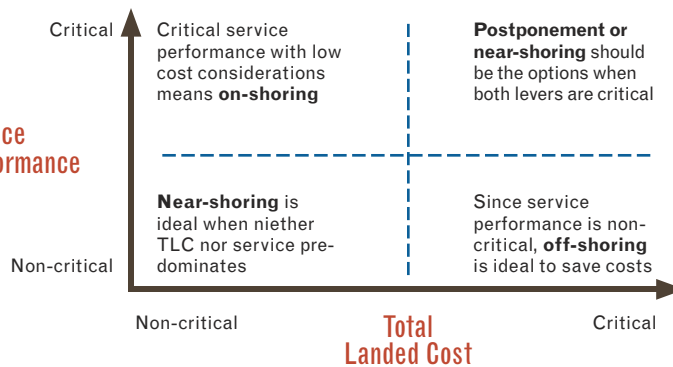 Critical
Critical service
performance with low
cost considerations
means on-shoring
Postponement or
near-shoring should
be the options when
both levers are critical
Near-shoring is
ideal when niether
TLC nor service pre-
dominates
Since service
performance is non-
critical, off-shoring
is ideal to save costs
Non-critical
Non-critical
Total
Landed Cost
Critical